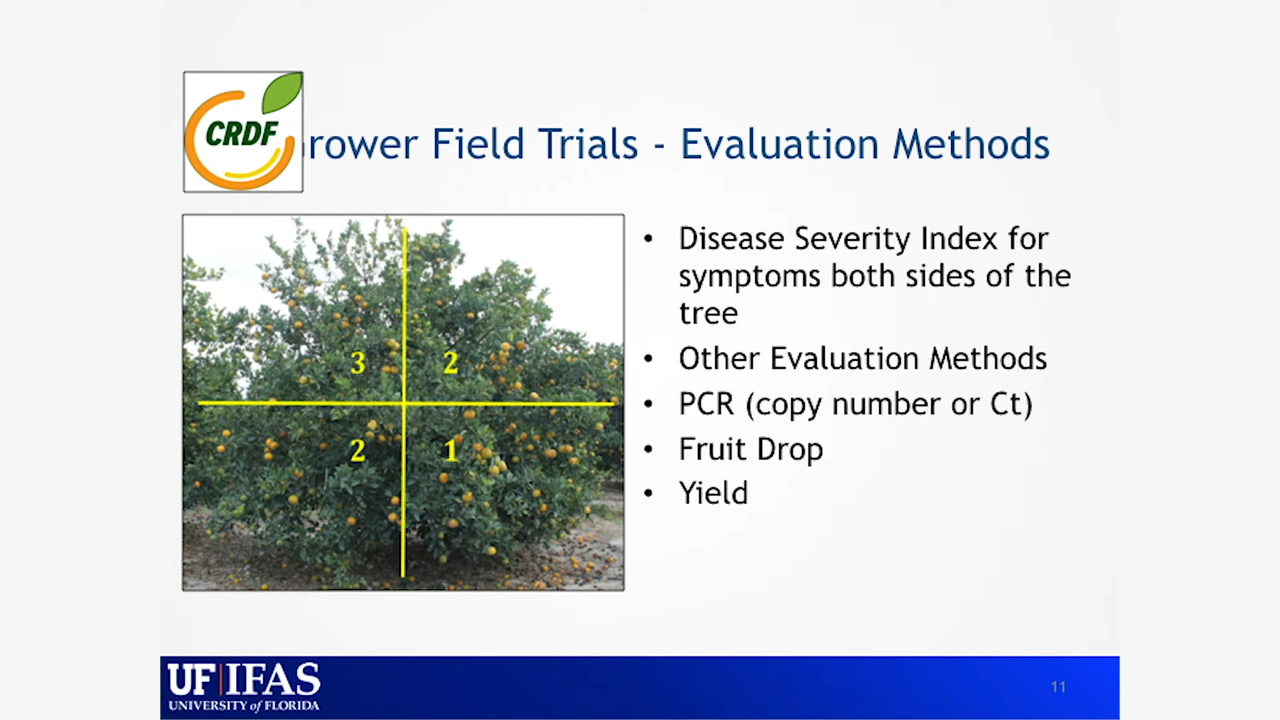 CRDF
Grower Field Trials - Evaluation Methods
3 2
2 1
• Disease Severity Index for
symptoms both sides of the
tree
• Other Evaluation Methods
• PCR (copy number or Ct)
• Fruit Drop
• Yield
UF|IFAS
UNIVERSITY of FLORIDA
11